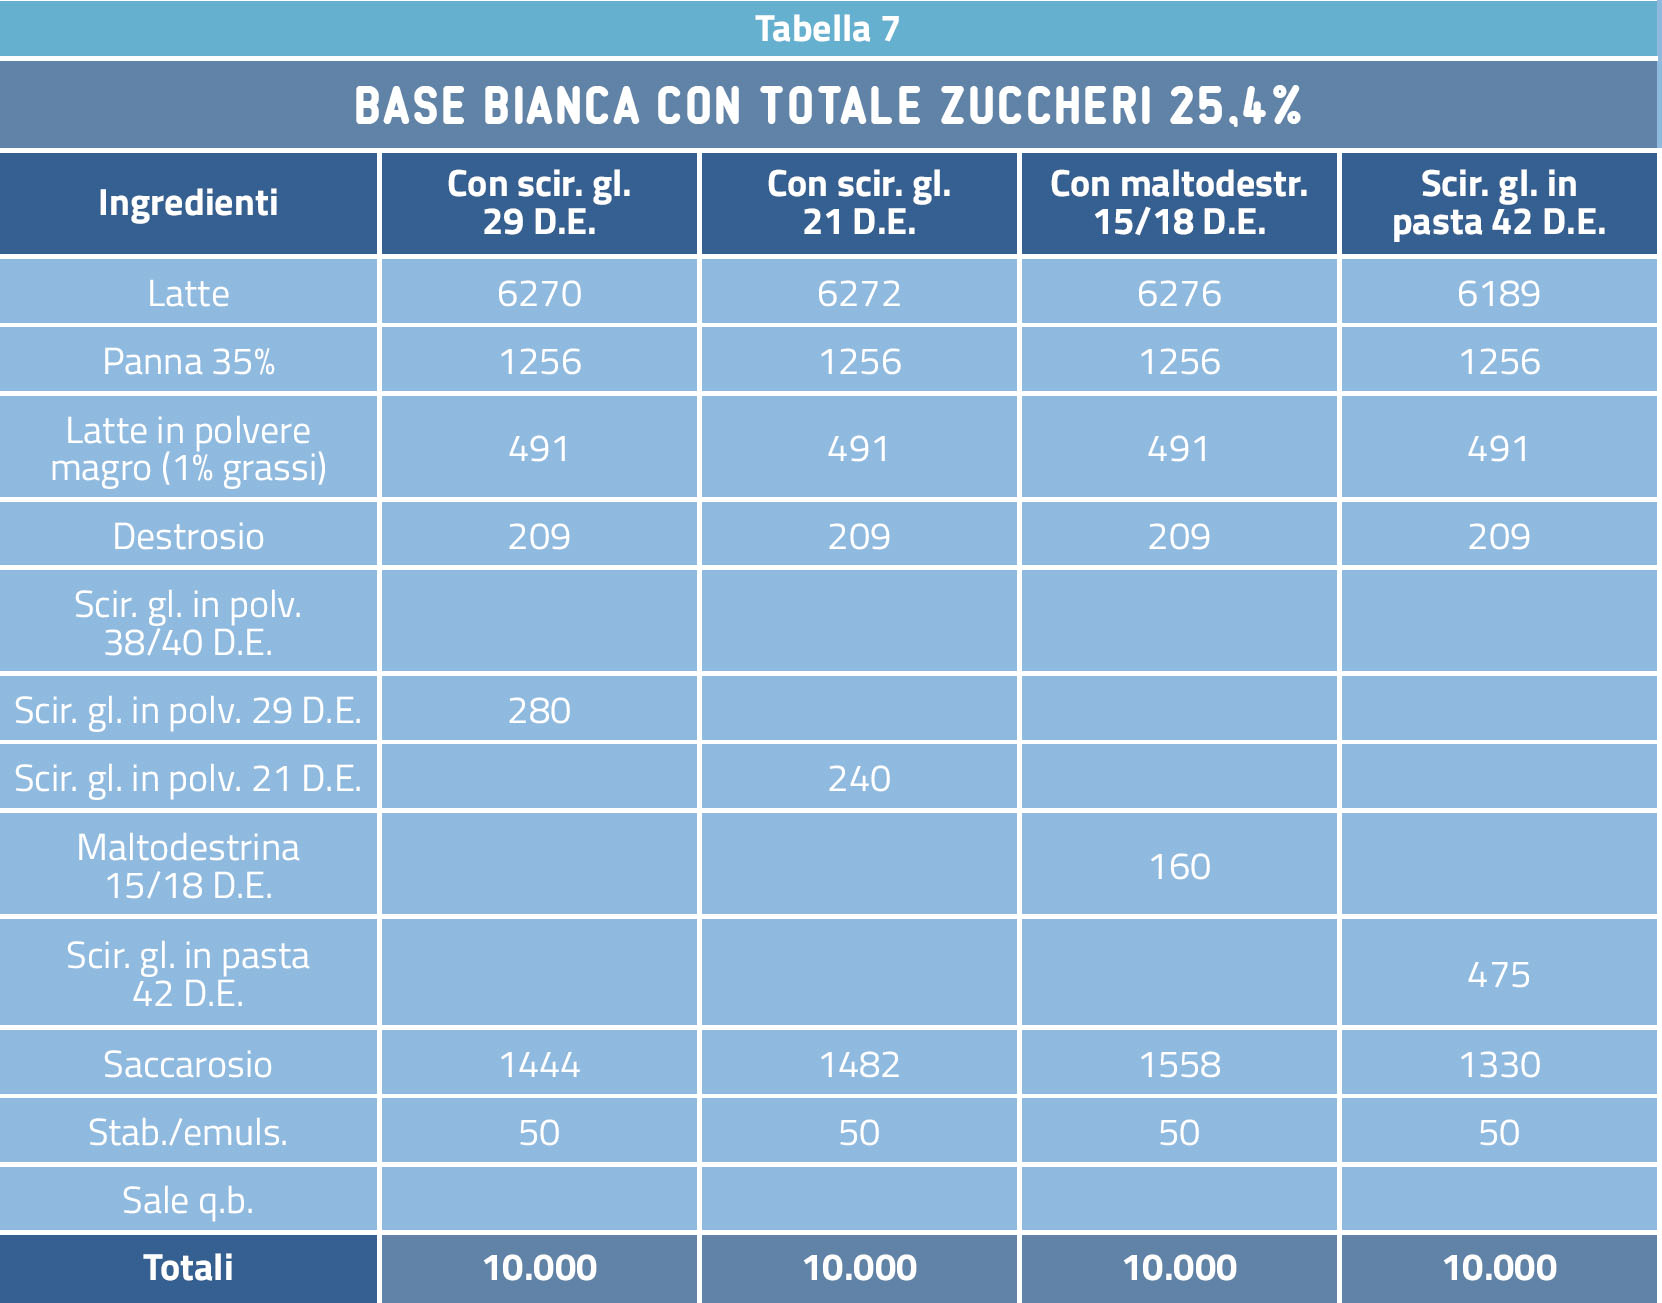 Tabella 7
BASE BIANCA CON TOTALE ZUCCHERI 25,4%
Ingredienti
Con scir. gl.
29 D.E.
Con scir. gl.
21 D.E.
Con maltodestr.
15/18 D.E.
Scir. gl. in
pasta 42 D.E.
Latte 6270 6272 6276 6189
Panna 35% 1256 1256 1256 1256
Latte in polvere
magro (1% grassi)
491 491 491 491
Destrosio 209 209 209 209
Scir. gl. in polv.
38/40 D.E.
Scir. gl. in polv. 29 D.E. 280
Scir. gl. in polv. 21 D.E. 240
Maltodestrina
15/18 D.E.
160
Scir. gl. in pasta
42 D.E.
475
Saccarosio 1444 1482 1558 1330
Stab./emuls. 50 50 50 50
Sale q.b.
Totali 10.000 10.000 10.000 10.000